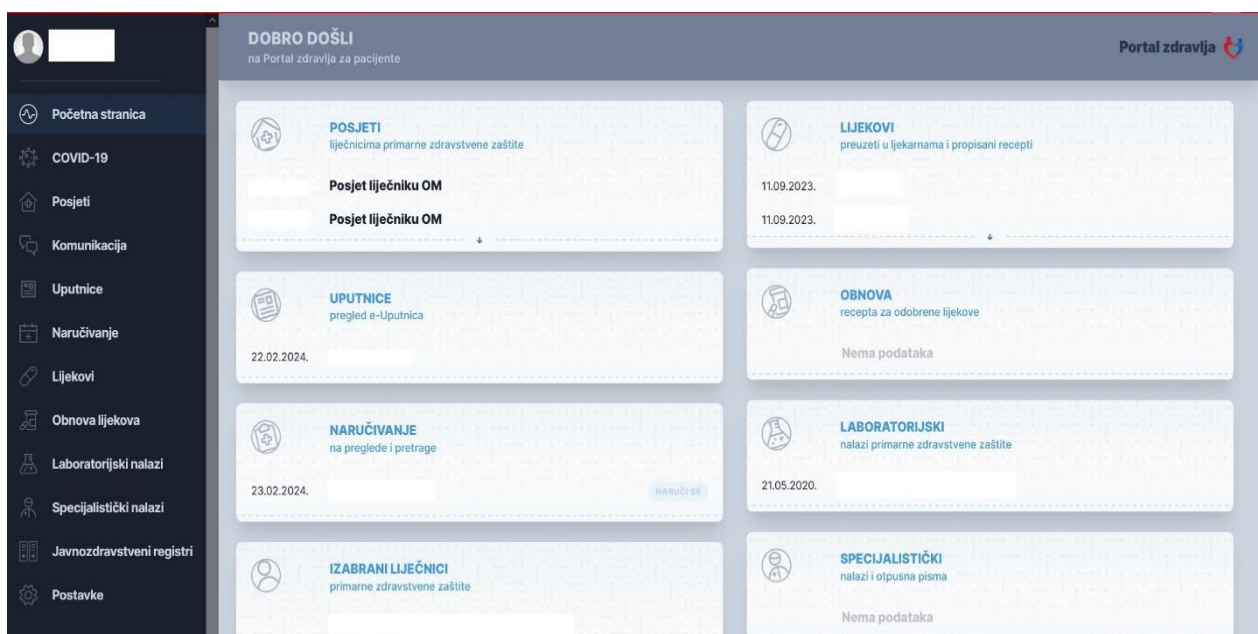 Početna stranica
COVID-19
Posjeti
Komunikacija
Uputnice
Naručivanje
Lijekovi
Obnova lijekova
Laboratorijski nalazi
Specijalistički nalazi
Javnozdravstveni registri
Postavke
DOBRO DOŠLI
na Portal zdravlja za pacijente
Portal zdravlja
POSJETI
liječnicima primarne zdravstvene zaštite
Posjet liječniku OM
Posjet liječniku OM
LIJEKOVI
preuzeti u ljekarnama i propisani recepti
11.09.2023.
11.09.2023.
UPUTNICE
pregled e-Uputnica
22.02.2024.
OBNOVA
recepta za odobrene lijekove
Nema podataka
NARUČIVANJE
na preglede i pretrage
23.02.2024.
NARUČI SE
LABORATORIJSKI
nalazi primarne zdravstvene zaštite
21.05.2020.
IZABRANI LIJEČNICI
primarne zdravstvene zaštite
SPECIJALISTIČKI
nalazi i otpusna pisma
Nema podataka